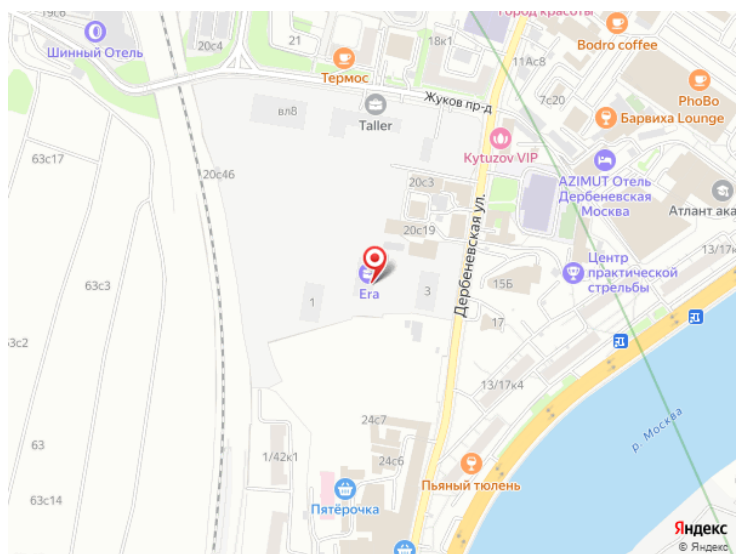 19с6
Шинный Отель
20с4
21
Термос
18к1
Город красоты
11Ас8
Bodro coffee
PhoBo
7с20
Барвиха Lounge
Жуков пр-д
вл8
Taller
Kytuzov VIP
63с17
20с46
20с3
AZIMUT Отель
Дербеневская
Москва
Атлант ака
20с19
Дербеневская ул.
13/17к
Центр
практической
стрельбы
63с3
Era
1
3
15Б
17
63с2
13/17к4
р. Москва
24с7
63
1/42к1
24с6
63с14
Пятёрочка
Пьяный тюлень
Яндекс
© Яндекс